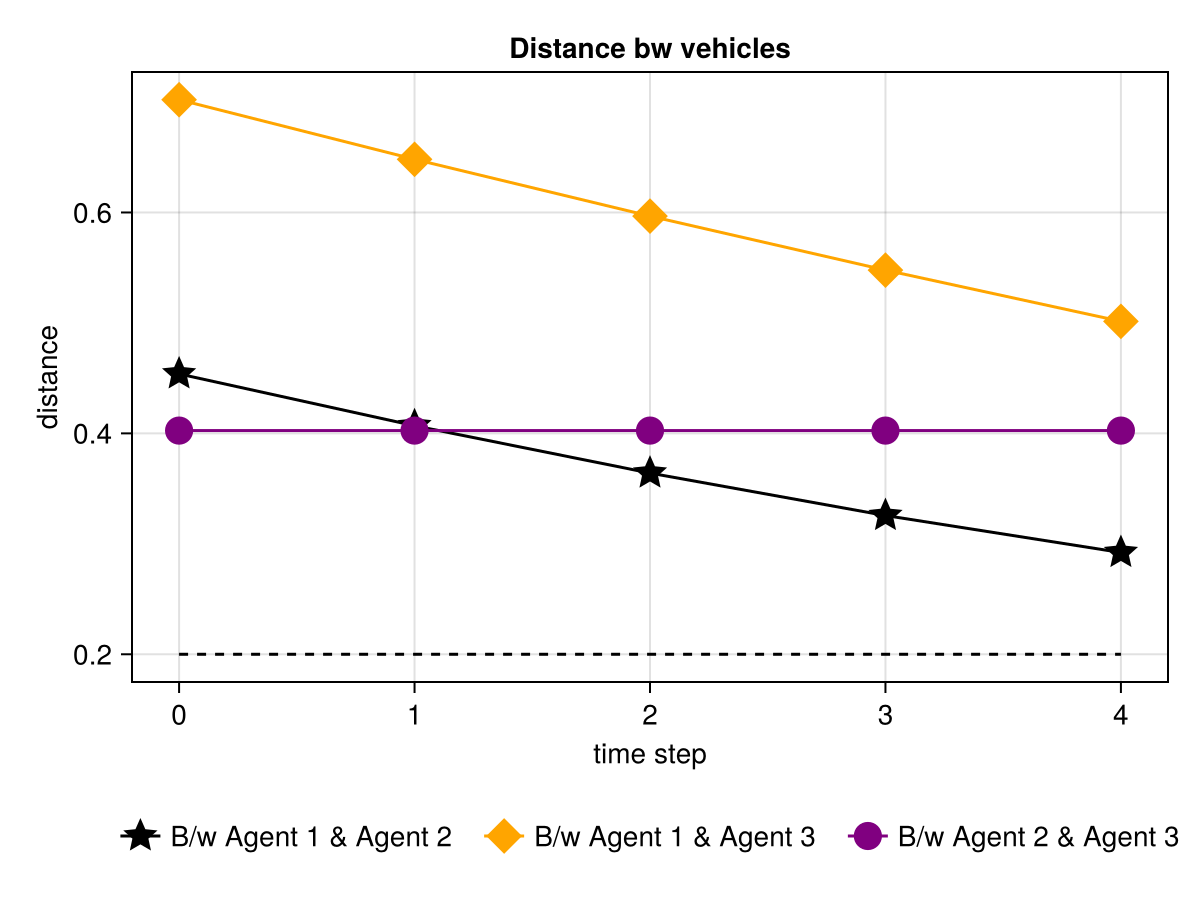 Distance bw vehicles
distance
0.6
0.4
0.2
0 1 2 3 4
time step
B/w Agent 1 & Agent 2 B/w Agent 1 & Agent 3 B/w Agent 2 & Agent 3